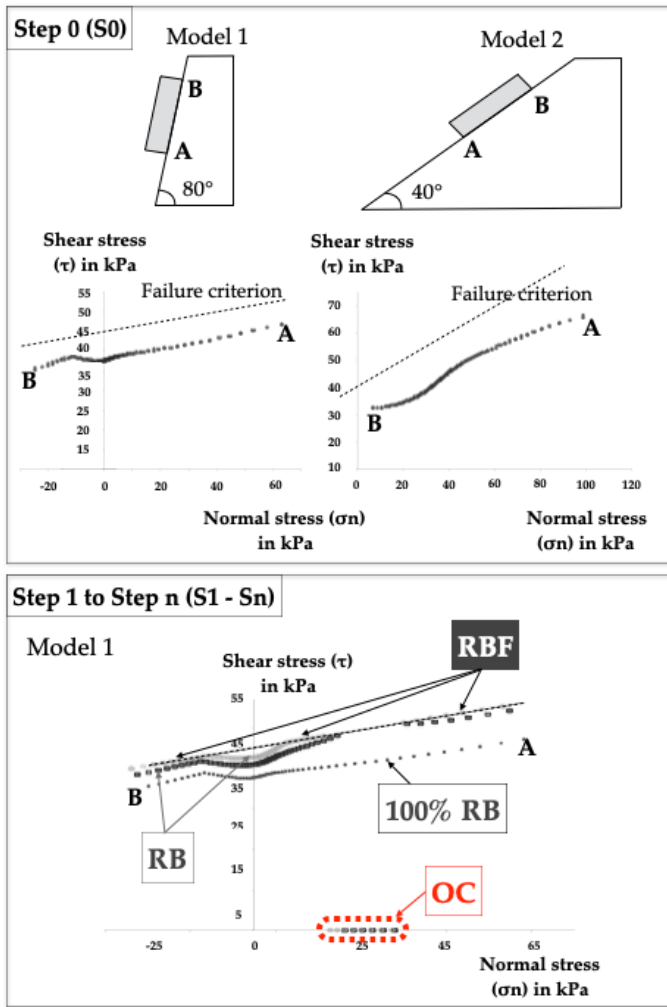 Step 0 (S0)
Model 1
Model 2
B
A
80°
B
A
40°
Shear stress
(τ) in kPa
55
50
45
40
35
30
25
20
15
Failure criterion
A
B
-20
0
20
40
60
Normal stress (σn)
in kPa
Shear stress
(τ) in kPa
70
60
50
40
30
20
10
Failure criterion
A
B
0
20
40
60
80
100
120
Normal stress
(σn) in kPa
Step 1 to Step n (S1 - Sn)
Model 1
Shear stress (τ)
in kPa
RBF
55
45
35
25
15
5
A
B
100% RB
RB
OC
-25
0
25
45
65
Normal stress
(σn) in kPa